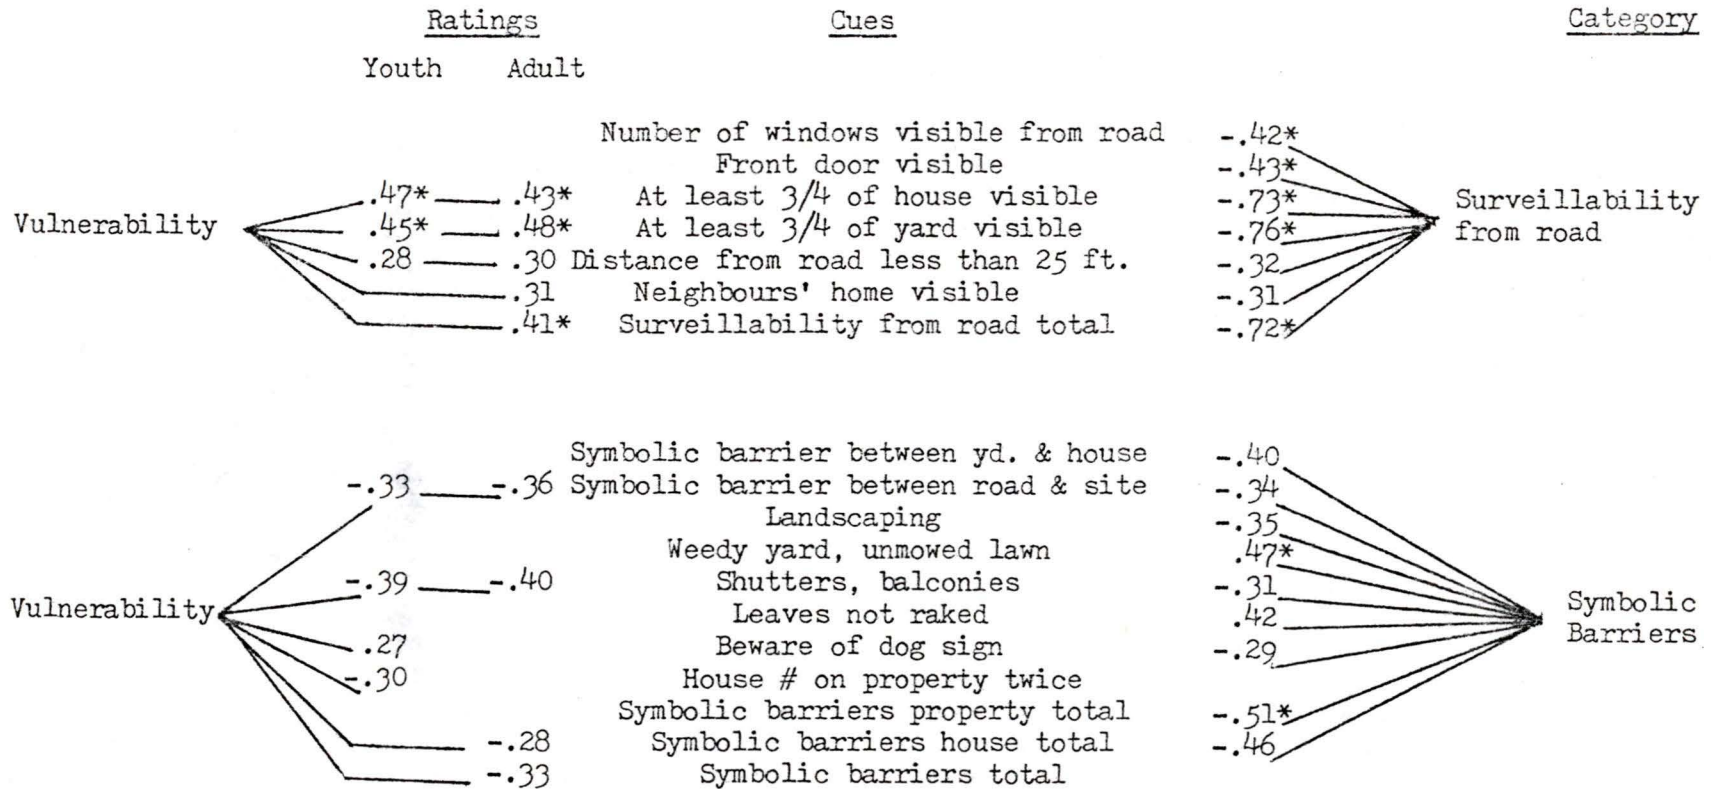 Ratings Cues Category
Youth Adult
Number of windows visible from road -.42*
Front door visible -.43*
.47* .43* At least 3/4 of house visible -.73* Surveillability
Vulnerability .45* .48* At least 3/4 of yard visible -.76* from road
.28 .30 Distance from road less than 25 ft. -.32
.31 Neighbours' home visible -.31
.41* Surveillability from road total -.72*
Symbolic barrier between yd. & house -.40
-.33 -.36 Symbolic barrier between road & site -.34
Landscaping -.35
Weedy yard, unmowed lawn .47*
-.39 -.40 Shutters, balconies -.31
Vulnerability Leaves not raked .42 Symbolic
.27 Beware of dog sign -.29 Barriers
-.30 House # on property twice
Symbolic barriers property total -.51*
-.28 Symbolic barriers house total -.46
-.33 Symbolic barriers total